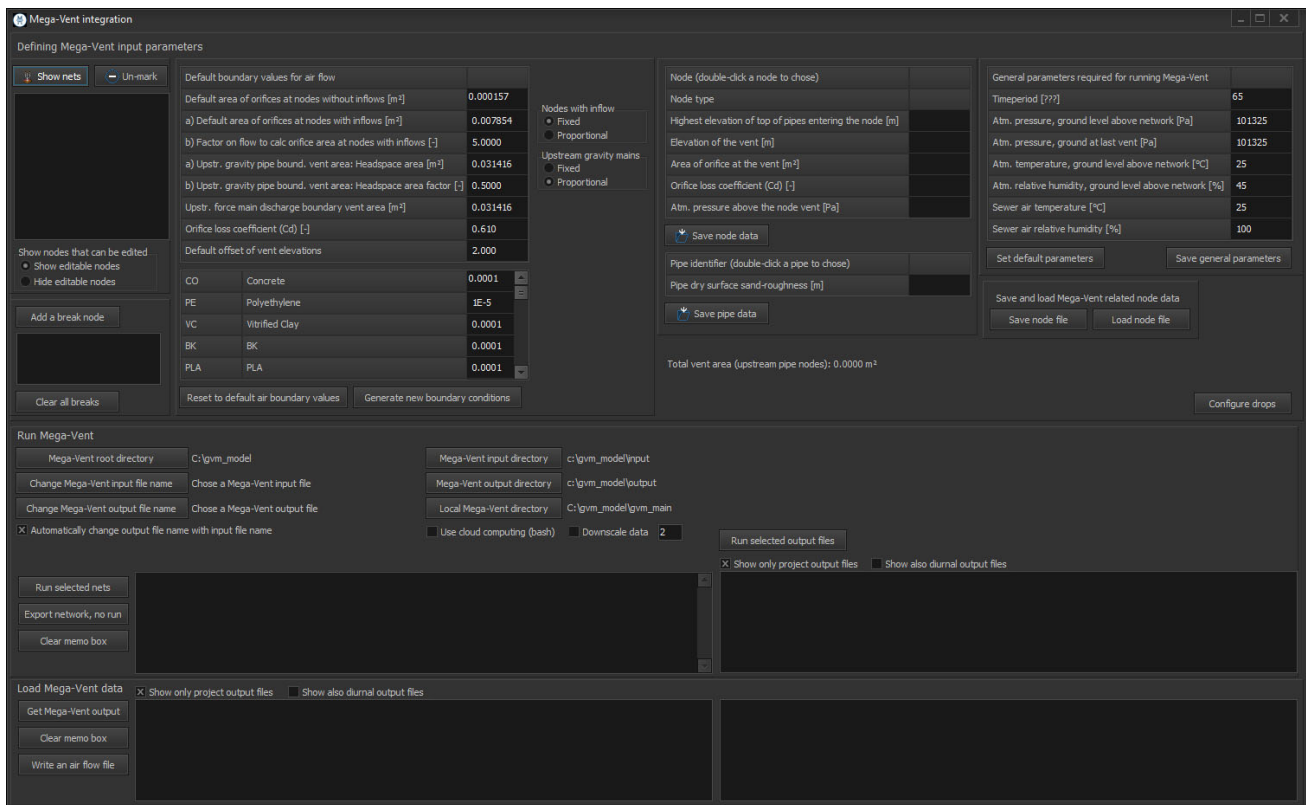 Mega-Vent integration
Defining Mega-Vent input parameters
Show nets
Un-mark
Show nodes that can be edited
Show editable nodes
Hide editable nodes
Add a break node
Clear all breaks
Default boundary values for air flow
Default area of orifices at nodes without inflows [m²] 0.000157
a) Default area of orifices at nodes with inflows [m²] 0.007854
b) Factor on flow to calc orifice area at nodes with inflows [-] 5.0000
a) Upstr. gravity pipe bound. vent area: Headspace area [m²] 0.031416
b) Upstr. gravity pipe bound. vent area: Headspace area factor [-] 0.5000
Upstr. force main discharge boundary vent area [m²] 0.031416
Orifice loss coefficient (Cd) [-] 0.610
Default offset of vent elevations 2.000
CO Concrete 0.0001
PE Polyethylene 1E-5
VC Vitrified Clay 0.0001
BK BK 0.0001
PLA PLA 0.0001
Reset to default air boundary values
Generate new boundary conditions
Nodes with inflow
Fixed
Proportional
Upstream gravity mains
Fixed
Proportional
Node (double-click a node to chose)
Node type
Highest elevation of top of pipes entering the node [m]
Elevation of the vent [m]
Area of orifice at the vent [m²]
Orifice loss coefficient (Cd) [-]
Atm. pressure above the node vent [Pa]
Save node data
Pipe identifier (double-click a pipe to chose)
Pipe dry surface sand-roughness [m]
Save pipe data
Total vent area (upstream pipe nodes): 0.0000 m²
General parameters required for running Mega-Vent
Timeperiod [???] 65
Atm. pressure, ground level above network [Pa] 101325
Atm. pressure, ground at last vent [Pa] 101325
Atm. temperature, ground level above network [ºC] 25
Atm. relative humidity, ground level above network [%] 45
Sewer air temperature [ºC] 25
Sewer air relative humidity [%] 100
Set default parameters
Save general parameters
Save and load Mega-Vent related node data
Save node file
Load node file
Configure drops
Run Mega-Vent
Mega-Vent root directory C:\gvm_model
Mega-Vent input directory c:\gvm_model\input
Change Mega-Vent input file name Chose a Mega-Vent input file
Mega-Vent output directory c:\gvm_model\output
Change Mega-Vent output file name Chose a Mega-Vent output file
Local Mega-Vent directory C:\gvm_model\gvm_main
Automatically change output file name with input file name
Use cloud computing (bash)
Downscale data 2
Run selected output files
Show only project output files
Show also diurnal output files
Run selected nets
Export network, no run
Clear memo box
Load Mega-Vent data
Show only project output files
Show also diurnal output files
Get Mega-Vent output
Clear memo box
Write an air flow file